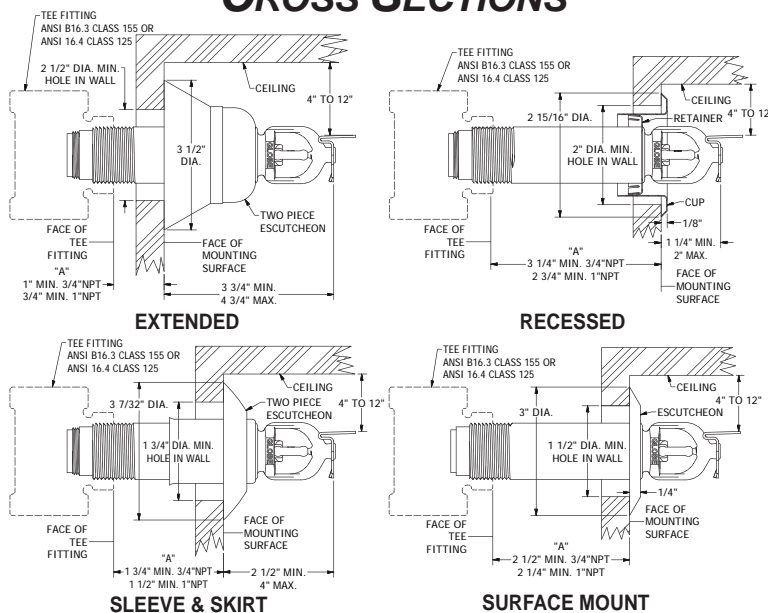 CROSS SECTIONS
TEE FITTING
ANSI B16.3 CLASS 155 OR
ANSI 16.4 CLASS 125
2 1/2" DIA. MIN.
HOLE IN WALL
CEILING
4" TO 12"
3 1/2"
DIA.
GLOBE
TWO PIECE
ESCUTCHEON
FACE OF
TEE
FITTING
FACE OF
MOUNTING
SURFACE
"A"
1" MIN. 3/4"NPT
3/4" MIN. 1"NPT
3 3/4" MIN.
4 3/4" MAX.
EXTENDED
TEE FITTING
ANSI B16.3 CLASS 155 OR
ANSI 16.4 CLASS 125
CEILING
4" TO 12"
2 15/16" DIA.
RETAINER
2" DIA. MIN.
HOLE IN WALL
GLOBE
CUP
1/8"
FACE OF
TEE
FITTING
"A"
3 1/4" MIN. 3/4"NPT
2 3/4" MIN. 1"NPT
1 1/4" MIN.
2" MAX.
FACE OF
MOUNTING
SURFACE
RECESSED
TEE FITTING
ANSI B16.3 CLASS 155 OR
ANSI 16.4 CLASS 125
CEILING
3 7/32" DIA.
TWO PIECE
ESCUTCHEON
4" TO 12"
1 3/4" DIA. MIN.
HOLE IN WALL
GLOBE
FACE OF
TEE
FITTING
FACE OF
MOUNTING
SURFACE
"A"
1 3/4" MIN. 3/4"NPT
1 1/2" MIN. 1"NPT
2 1/2" MIN.
4" MAX.
SLEEVE & SKIRT
TEE FITTING
ANSI B16.3 CLASS 155 OR
ANSI 16.4 CLASS 125
CEILING
4" TO 12"
3" DIA.
ESCUTCHEON
1 1/2" DIA. MIN.
HOLE IN WALL
GLOBE
1/4"
FACE OF
TEE
FITTING
FACE OF
MOUNTING
SURFACE
"A"
2 1/2" MIN. 3/4"NPT
2 1/4" MIN. 1"NPT
SURFACE MOUNT